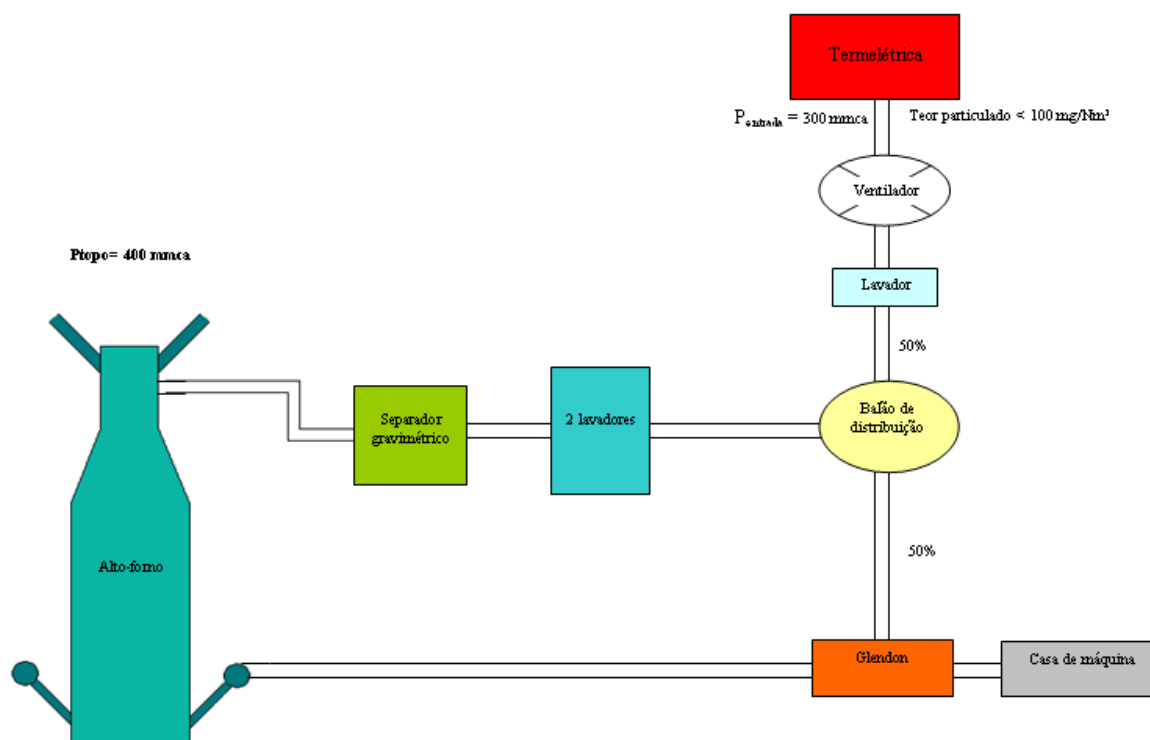 Termelétrica
Pentrada = 300 mmca
Teor particulado < 100 mg/Nm³
Ventilador
Ptopo= 400 mmca
Lavador
50%
Separador
gravimétrico
2 lavadores
Balão de
distribuição
50%
Alto-forno
Glendon
Casa de máquina